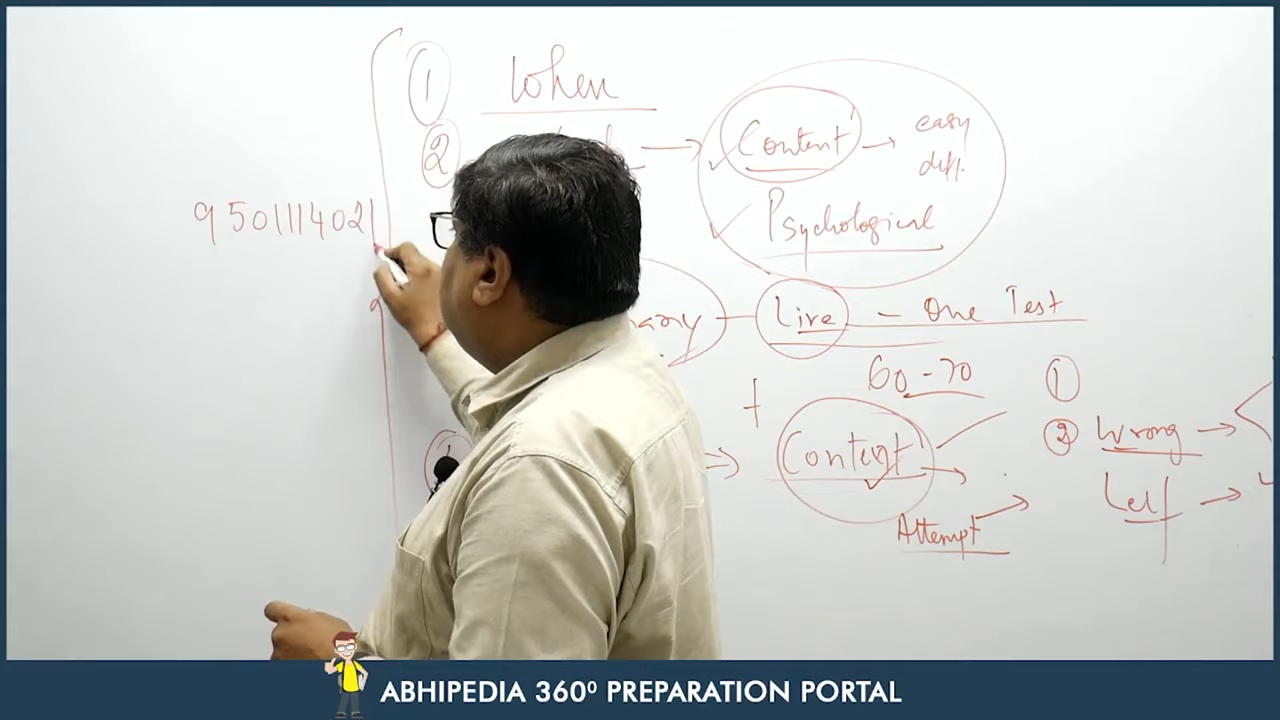 1 When
2
→ Content → easy
diff.
Psychological
9501114021
Live - One Test
60-70
+ Content
→
1
2 Wrong →
Attempt →
Left →
ABHIPEDIA 360º PREPARATION PORTAL